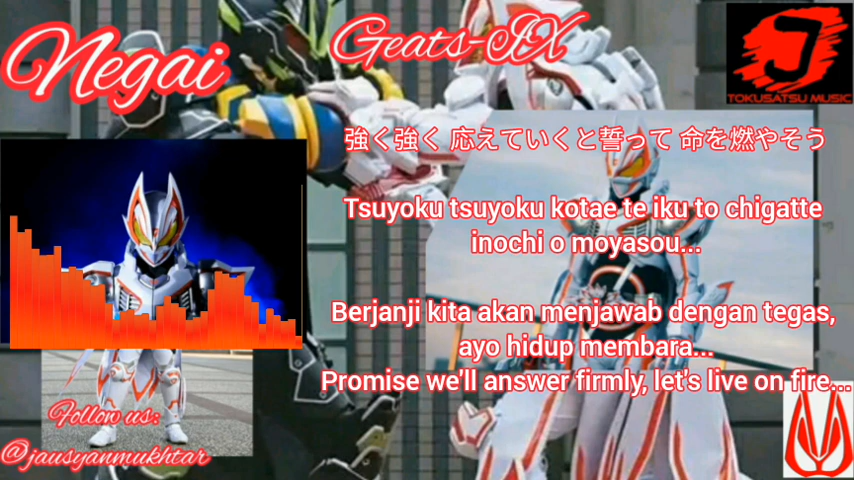 Negai
Geats-IX
J
TOKUSATSU MUSIC
強く強く 応えていくと誓って 命を燃やそう
Tsuyoku tsuyoku kotae te iku to chigatte
inochi o moyasou...
Berjanji kita akan menjawab dengan tegas,
ayo hidup membara...
Promise we'll answer firmly, let's live on fire...
Follow us:
@jausyanmukhtar